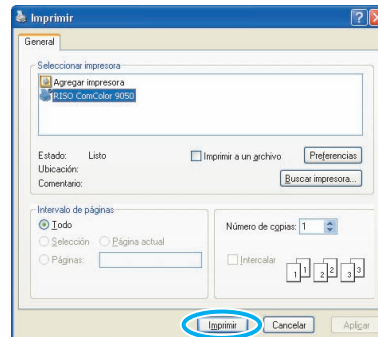 Imprimir
General
Seleccionar impresora
Agregar impresora
RISO ComColor 9050
Estado: Listo
Ubicación:
Comentario:
Imprimir a un archivo
Preferencias
Buscar impresora...
Intervalo de páginas
Todo
Selección Página actual
Páginas:
Número de copias: 1
Intercalar
1 1 2 2 3 3
Imprimir Cancelar Aplicar